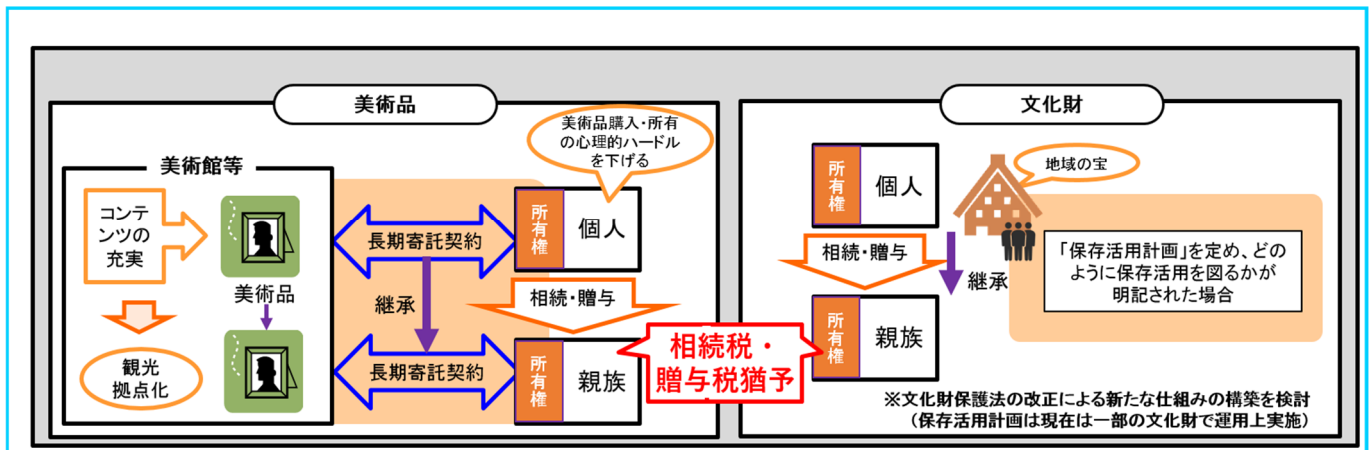 美術品
美術品購入・所有
の心理的ハードル
を下げる
美術館等
コンテ
ンツの
充実
美術品
観光
拠点化
長期寄託契約
継承
長期寄託契約
所有権
個人
相続・贈与
所有権
親族
相続税・
贈与税猶予
文化財
所有権
個人
地域の宝
相続・贈与
継承
「保存活用計画」を定め、どの
ように保存活用を図るかが
明記された場合
所有権
親族
※文化財保護法の改正による新たな仕組みの構築を検討
（保存活用計画は現在は一部の文化財で運用上実施）